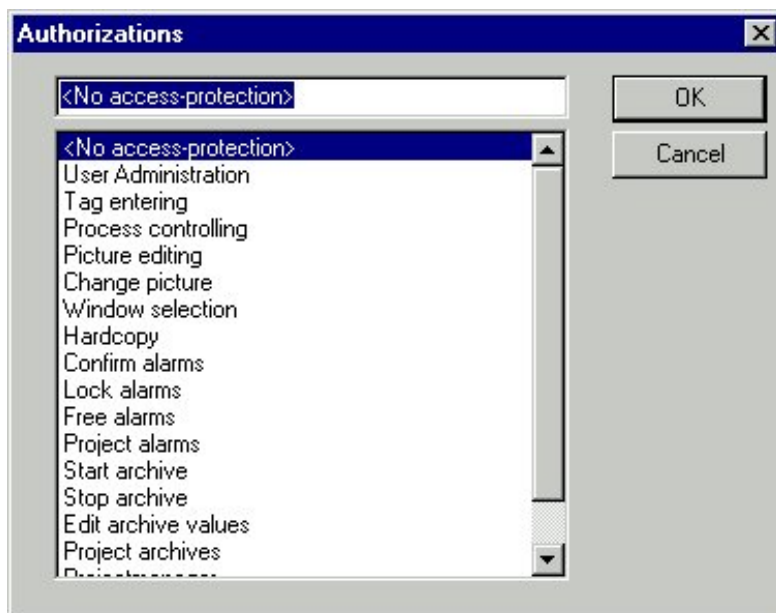 Authorizations
<No access-protection>
OK
<No access-protection>
Cancel
User Administration
Tag entering
Process controlling
Picture editing
Change picture
Window selection
Hardcopy
Confirm alarms
Lock alarms
Free alarms
Project alarms
Start archive
Stop archive
Edit archive values
Project archives